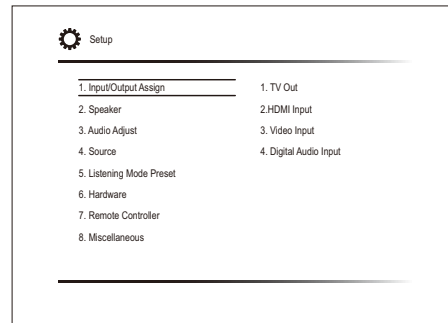 Setup
1. Input/Output Assign
2. Speaker
3. Audio Adjust
4. Source
5. Listening Mode Preset
6. Hardware
7. Remote Controller
8. Miscellaneous
1. TV Out
2.HDMI Input
3. Video Input
4. Digital Audio Input